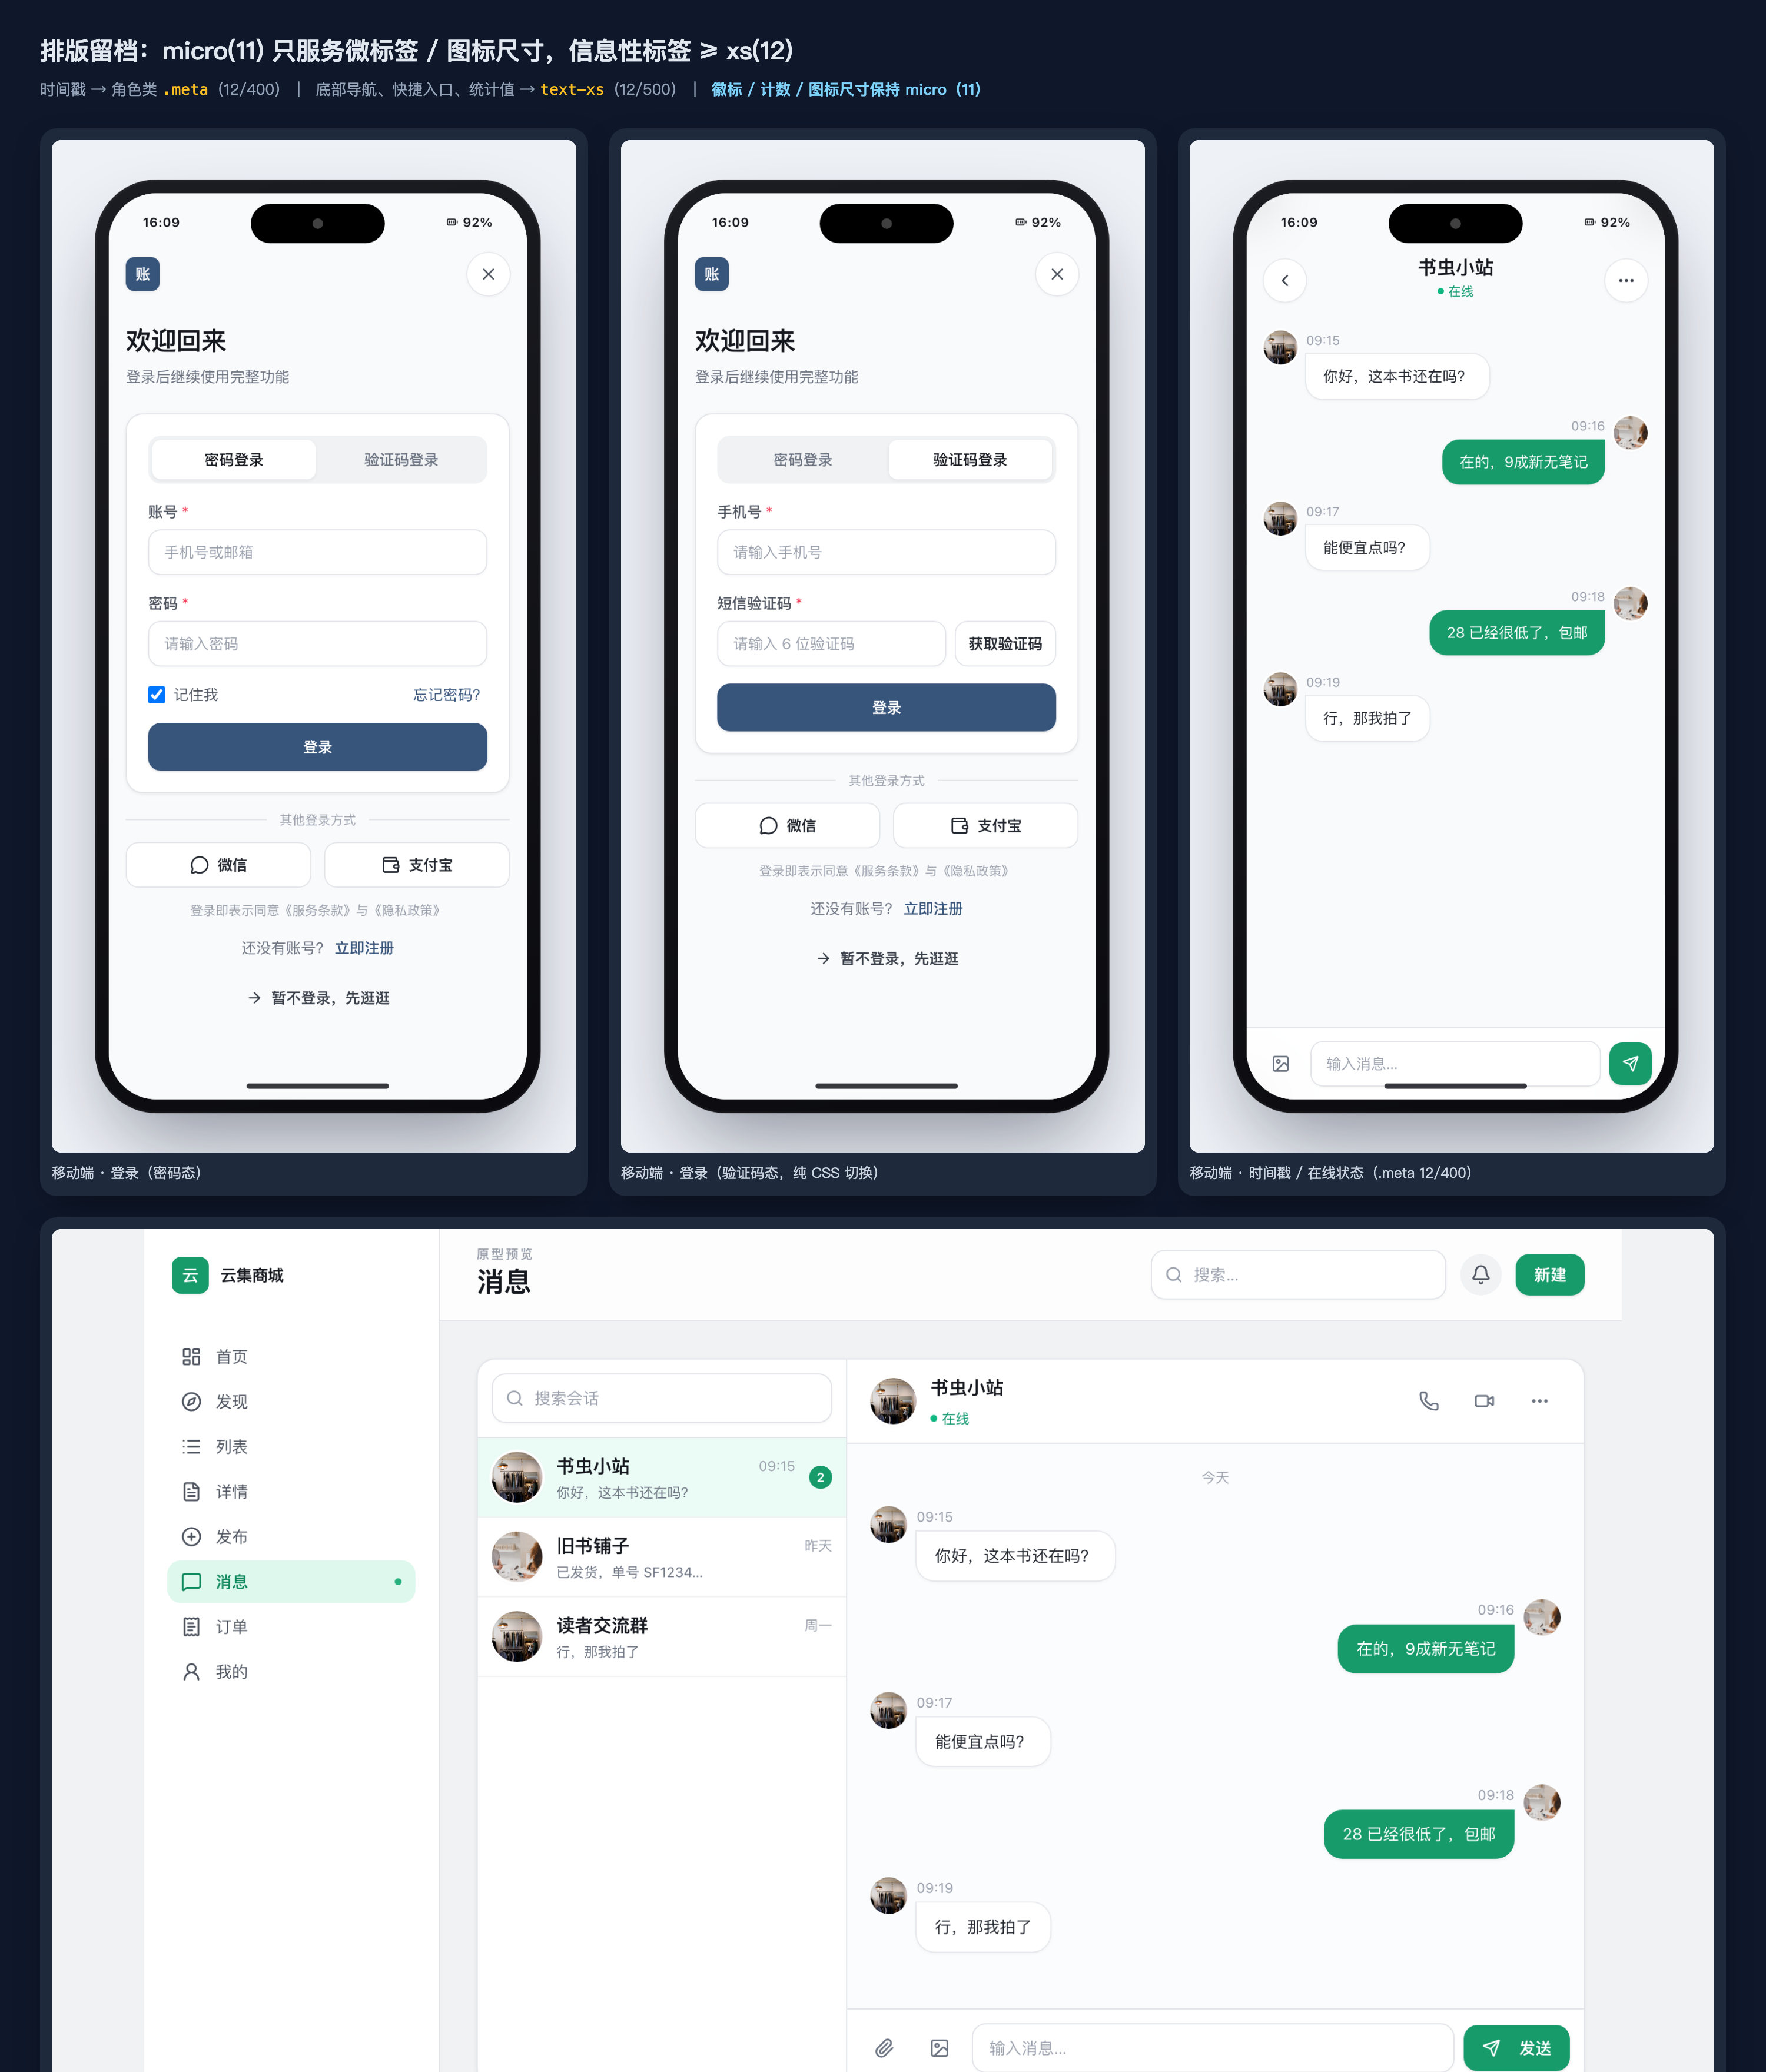 排版留档：micro(11) 只服务微标签 / 图标尺寸，信息性标签 ≥ xs(12)
时间戳 → 角色类 .meta（12/400） | 底部导航、快捷入口、统计值 → text-xs（12/500） | 徽标 / 计数 / 图标尺寸保持 micro（11）
16:09
92%
账
欢迎回来
登录后继续使用完整功能
密码登录
验证码登录
账号 *
手机号或邮箱
密码 *
请输入密码
记住我
忘记密码?
登录
其他登录方式
微信
支付宝
登录即表示同意《服务条款》与《隐私政策》
还没有账号? 立即注册
→ 暂不登录，先逛逛
移动端 · 登录（密码态）
16:09
92%
账
欢迎回来
登录后继续使用完整功能
密码登录
验证码登录
手机号 *
请输入手机号
短信验证码 *
请输入 6 位验证码
获取验证码
登录
其他登录方式
微信
支付宝
登录即表示同意《服务条款》与《隐私政策》
还没有账号? 立即注册
→ 暂不登录，先逛逛
移动端 · 登录（验证码态，纯 CSS 切换）
16:09
92%
书虫小站
在线
09:15
你好，这本书还在吗?
09:16
在的，9成新无笔记
09:17
能便宜点吗?
09:18
28 已经很低了，包邮
09:19
行，那我拍了
输入消息...
移动端 · 时间戳 / 在线状态（.meta 12/400）
云
云集商城
首页
发现
列表
详情
发布
消息
订单
我的
原型预览
消息
搜索...
新建
搜索会话
书虫小站
09:15
你好，这本书还在吗?
2
旧书铺子
昨天
已发货，单号 SF1234...
读者交流群
周一
行，那我拍了
书虫小站
在线
今天
09:15
你好，这本书还在吗?
09:16
在的，9成新无笔记
09:17
能便宜点吗?
09:18
28 已经很低了，包邮
09:19
行，那我拍了
输入消息...
发送